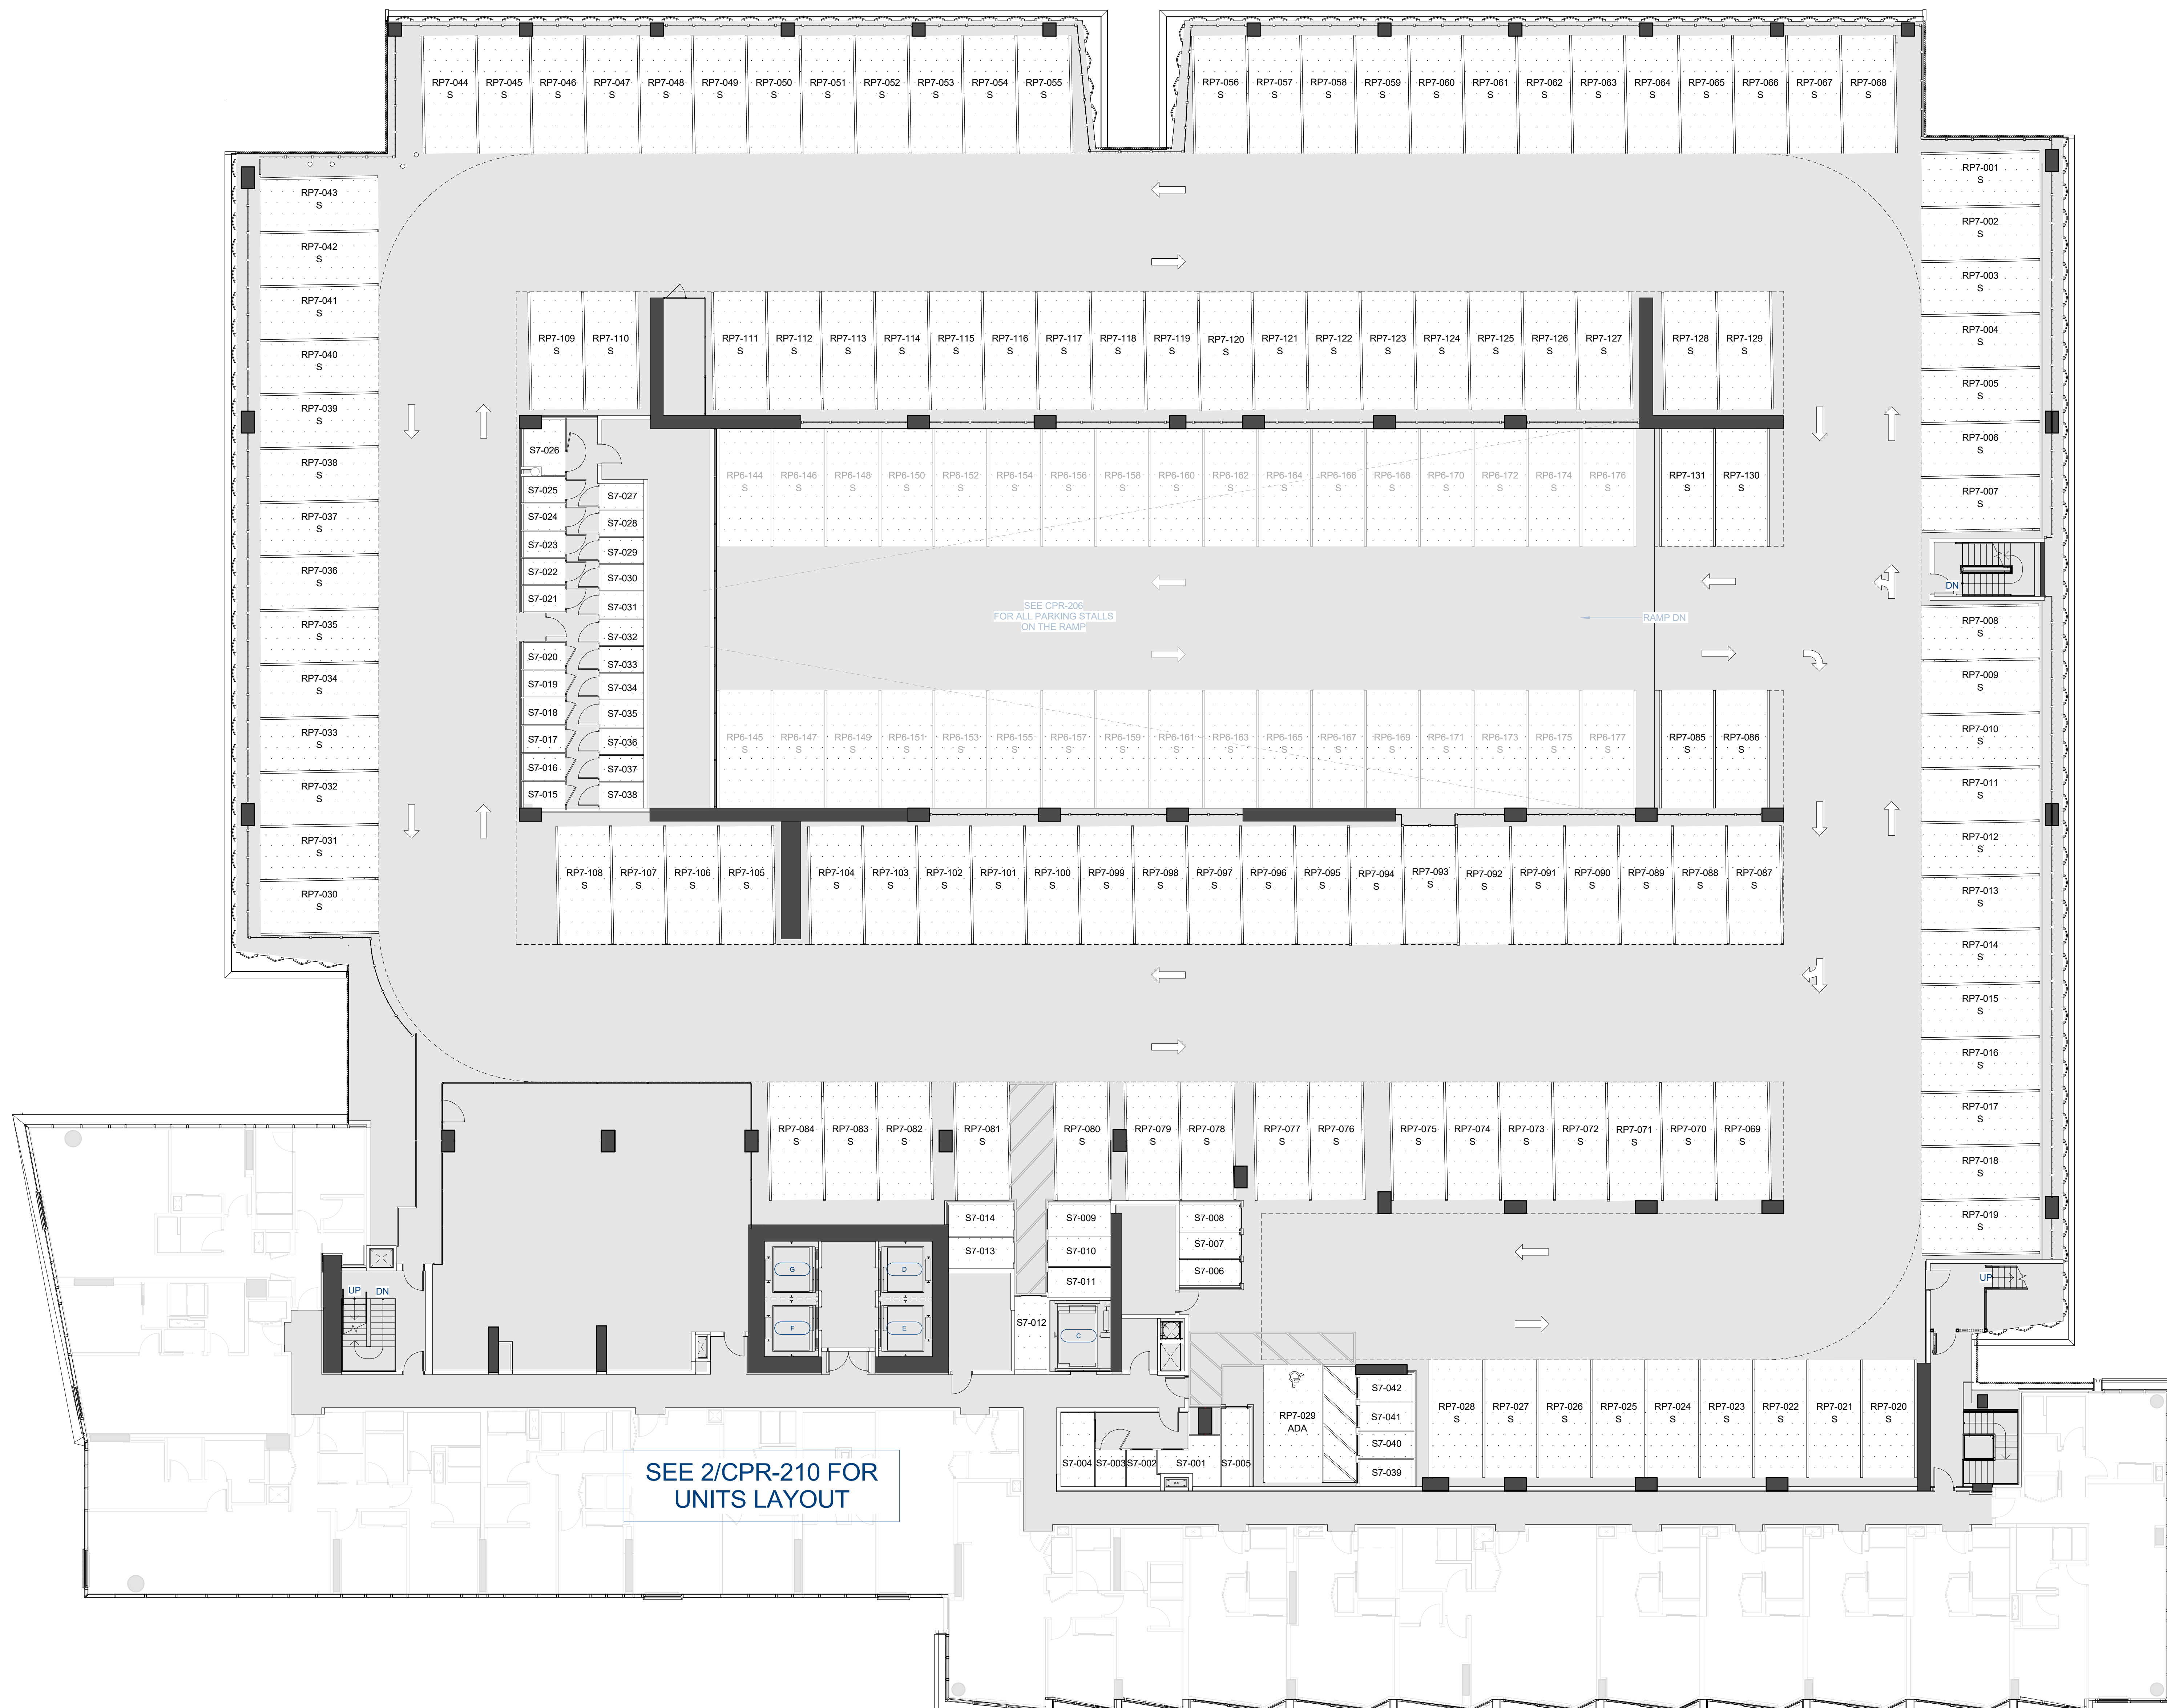 RP7-044
S
RP7-045
S
RP7-046
S
RP7-047
S
RP7-048
S
RP7-049
S
RP7-050
S
RP7-051
S
RP7-052
S
RP7-053
S
RP7-054
S
RP7-055
S
RP7-056
S
RP7-057
S
RP7-058
S
RP7-059
S
RP7-060
S
RP7-061
S
RP7-062
S
RP7-063
S
RP7-064
S
RP7-065
S
RP7-066
S
RP7-067
S
RP7-068
S
RP7-043
S
RP7-042
S
RP7-041
S
RP7-040
S
RP7-039
S
RP7-038
S
RP7-037
S
RP7-036
S
RP7-035
S
RP7-034
S
RP7-033
S
RP7-032
S
RP7-031
S
RP7-030
S
RP7-001
S
RP7-002
S
RP7-003
S
RP7-004
S
RP7-005
S
RP7-006
S
RP7-007
S
DN
RP7-008
S
RP7-009
S
RP7-010
S
RP7-011
S
RP7-012
S
RP7-013
S
RP7-014
S
RP7-015
S
RP7-016
S
RP7-017
S
RP7-018
S
RP7-019
S
UP
RP7-109
S
RP7-110
S
RP7-111
S
RP7-112
S
RP7-113
S
RP7-114
S
RP7-115
S
RP7-116
S
RP7-117
S
RP7-118
S
RP7-119
S
RP7-120
S
RP7-121
S
RP7-122
S
RP7-123
S
RP7-124
S
RP7-125
S
RP7-126
S
RP7-127
S
RP7-128
S
RP7-129
S
S7-026
S7-025
S7-024
S7-023
S7-022
S7-021
S7-020
S7-019
S7-018
S7-017
S7-016
S7-015
S7-027
S7-028
S7-029
S7-030
S7-031
S7-032
S7-033
S7-034
S7-035
S7-036
S7-037
S7-038
RP6-144
S
RP6-146
S
RP6-148
S
RP6-150
S
RP6-152
S
RP6-154
S
RP6-156
S
RP6-158
S
RP6-160
S
RP6-162
S
RP6-164
S
RP6-166
S
RP6-168
S
RP6-170
S
RP6-172
S
RP6-174
S
RP6-176
S
RP7-131
S
RP7-130
S
SEE CPR-206
FOR ALL PARKING STALLS
ON THE RAMP
RAMP DN
RP6-145
S
RP6-147
S
RP6-149
S
RP6-151
S
RP6-153
S
RP6-155
S
RP6-157
S
RP6-159
S
RP6-161
S
RP6-163
S
RP6-165
S
RP6-167
S
RP6-169
S
RP6-171
S
RP6-173
S
RP6-175
S
RP6-177
S
RP7-085
S
RP7-086
S
RP7-108
S
RP7-107
S
RP7-106
S
RP7-105
S
RP7-104
S
RP7-103
S
RP7-102
S
RP7-101
S
RP7-100
S
RP7-099
S
RP7-098
S
RP7-097
S
RP7-096
S
RP7-095
S
RP7-094
S
RP7-093
S
RP7-092
S
RP7-091
S
RP7-090
S
RP7-089
S
RP7-088
S
RP7-087
S
RP7-084
S
RP7-083
S
RP7-082
S
RP7-081
S
RP7-080
S
RP7-079
S
RP7-078
S
RP7-077
S
RP7-076
S
RP7-075
S
RP7-074
S
RP7-073
S
RP7-072
S
RP7-071
S
RP7-070
S
RP7-069
S
S7-014
S7-013
S7-009
S7-010
S7-011
S7-012
S7-008
S7-007
S7-006
G
D
F
E
C
UP
DN
S7-004
S7-003
S7-002
S7-001
S7-005
RP7-029
ADA
S7-042
S7-041
S7-040
S7-039
RP7-028
S
RP7-027
S
RP7-026
S
RP7-025
S
RP7-024
S
RP7-023
S
RP7-022
S
RP7-021
S
RP7-020
S
SEE 2/CPR-210 FOR
UNITS LAYOUT